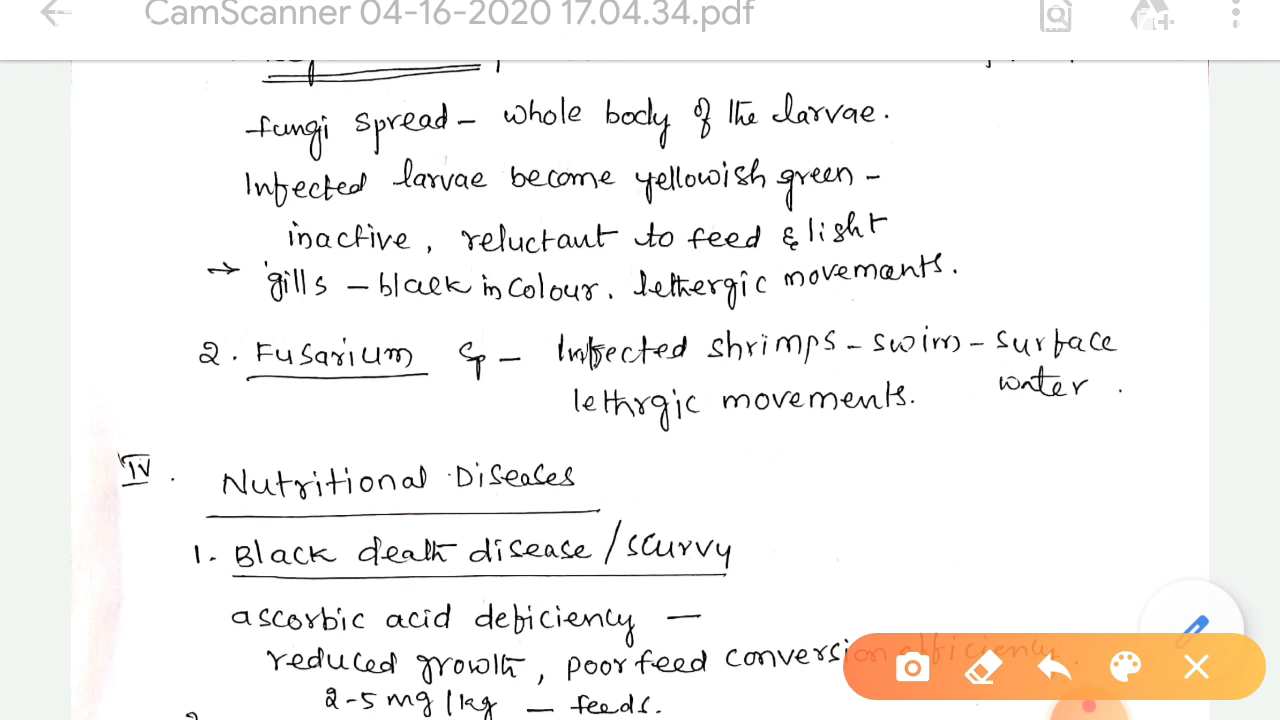 CamScanner 04-16-2020 17.04.34.pdf
fungi spread - whole body of the larvae.
Infected larvae become yellowish green -
inactive, reluctant to feed & light
→ gills - black in colour. lethergic movements.
2. Fusarium sp - Infected shrimps - swim - surface water.
lethrgic movements.
IV. Nutritional Diseases
1. Black death disease / scurvy
ascorbic acid deficiency -
reduced growth, poor feed conversion efficiency.
2-5 mg/kg - feeds.